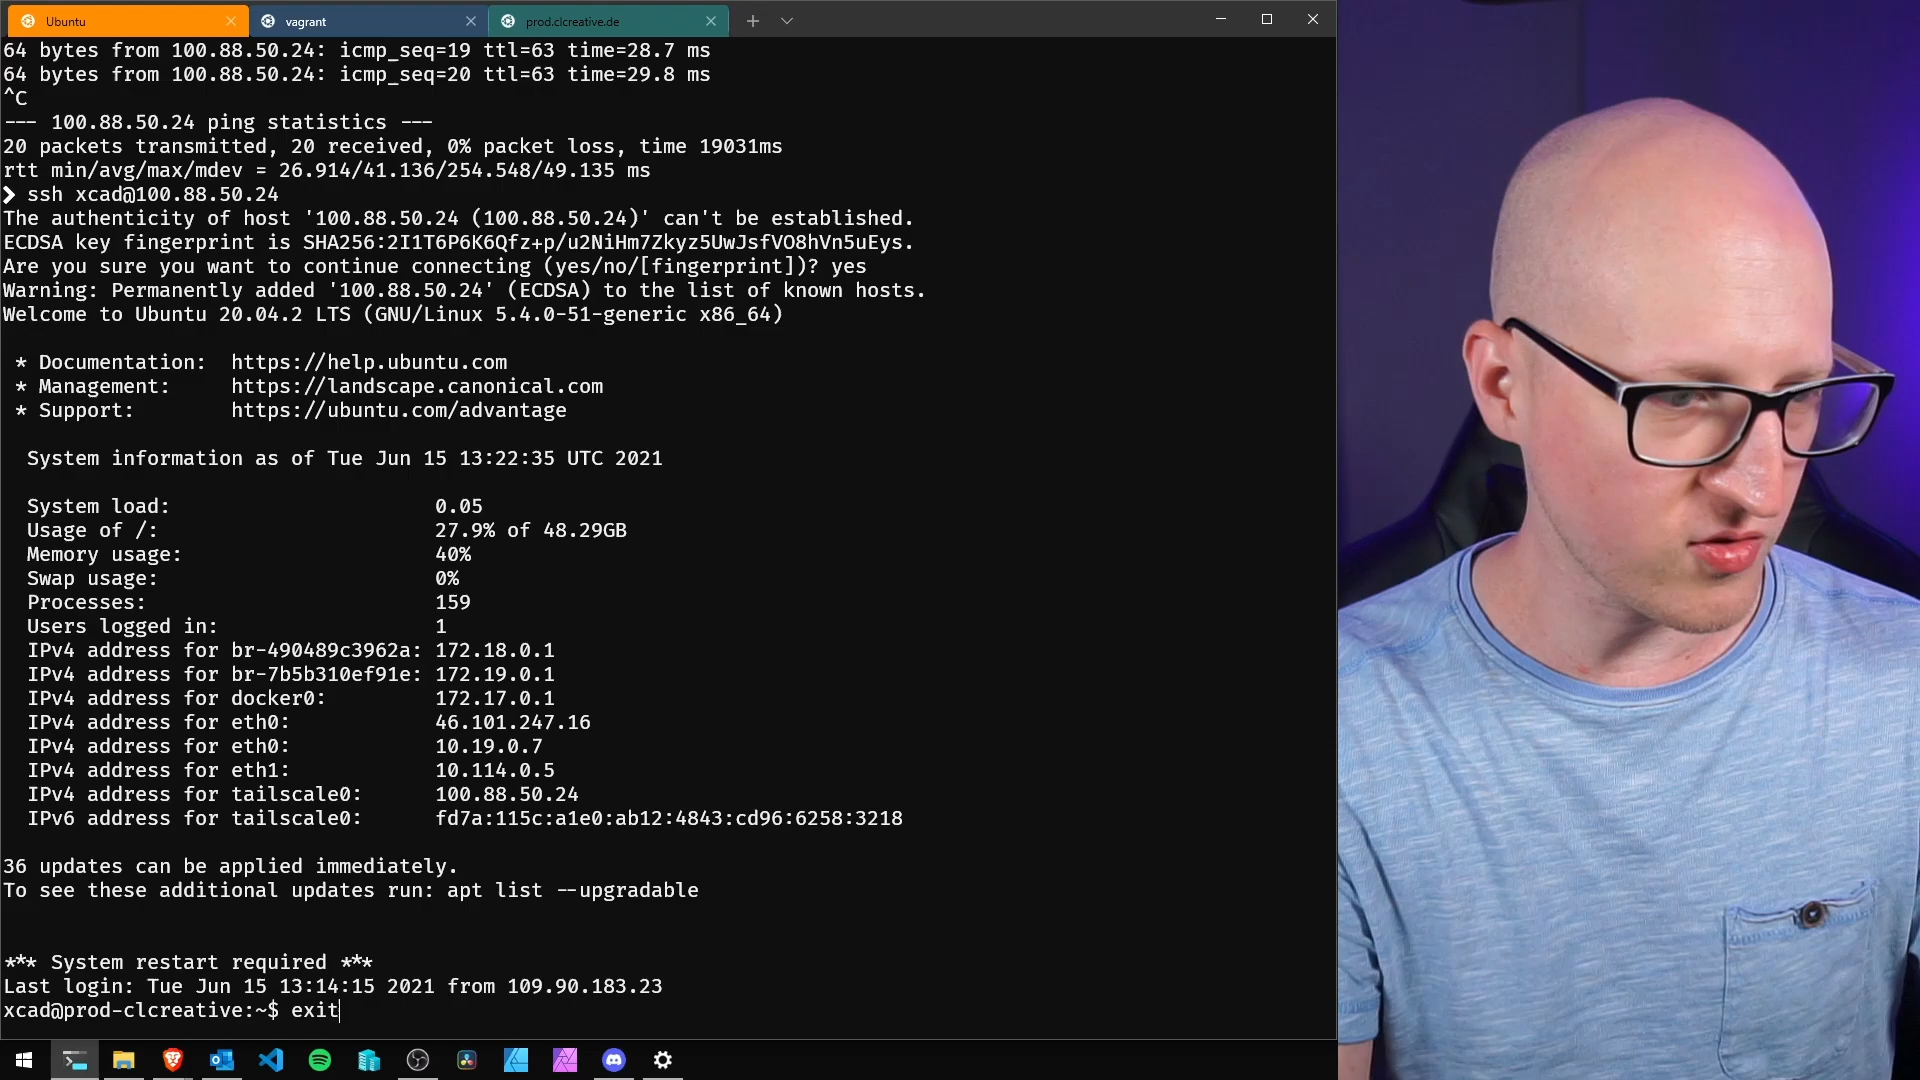 Ubuntu
vagrant
prod.clcreative.de
64 bytes from 100.88.50.24: icmp_seq=19 ttl=63 time=28.7 ms
64 bytes from 100.88.50.24: icmp_seq=20 ttl=63 time=29.8 ms
^C
--- 100.88.50.24 ping statistics ---
20 packets transmitted, 20 received, 0% packet loss, time 19031ms
rtt min/avg/max/mdev = 26.914/41.136/254.548/49.135 ms
❯ ssh xcad@100.88.50.24
The authenticity of host '100.88.50.24 (100.88.50.24)' can't be established.
ECDSA key fingerprint is SHA256:2I1T6P6K6Qfz+p/u2NiHm7Zkyz5UwJsfVO8hVn5uEys.
Are you sure you want to continue connecting (yes/no/[fingerprint])? yes
Warning: Permanently added '100.88.50.24' (ECDSA) to the list of known hosts.
Welcome to Ubuntu 20.04.2 LTS (GNU/Linux 5.4.0-51-generic x86_64)
* Documentation: https://help.ubuntu.com
* Management: https://landscape.canonical.com
* Support: https://ubuntu.com/advantage
System information as of Tue Jun 15 13:22:35 UTC 2021
System load: 0.05
Usage of /: 27.9% of 48.29GB
Memory usage: 40%
Swap usage: 0%
Processes: 159
Users logged in: 1
IPv4 address for br-490489c3962a: 172.18.0.1
IPv4 address for br-7b5b310ef91e: 172.19.0.1
IPv4 address for docker0: 172.17.0.1
IPv4 address for eth0: 46.101.247.16
IPv4 address for eth0: 10.19.0.7
IPv4 address for eth1: 10.114.0.5
IPv4 address for tailscale0: 100.88.50.24
IPv6 address for tailscale0: fd7a:115c:a1e0:ab12:4843:cd96:6258:3218
36 updates can be applied immediately.
To see these additional updates run: apt list --upgradable
*** System restart required ***
Last login: Tue Jun 15 13:14:15 2021 from 109.90.183.23
xcad@prod-clcreative:~$ exit